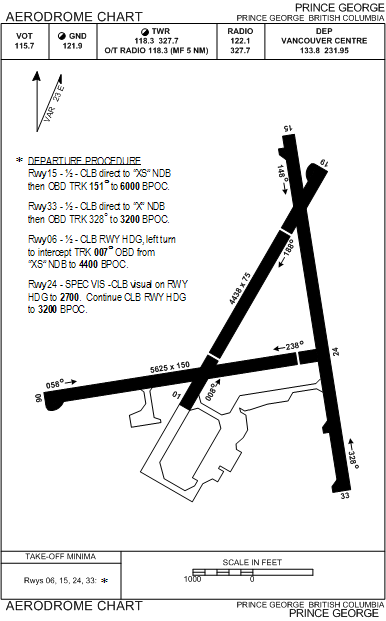 PRINCE GEORGE
AERODROME CHART PRINCE GEORGE BRITISH COLUMBIA
VOT
115.7
GND
121.9
TWR
118.3 327.7
O/T RADIO 118.3 (MF 5 NM)
RADIO
122.1
327.7
DEP
VANCOUVER CENTRE
133.8 231.95
VAR 23 E
* DEPARTURE PROCEDURE
Rwy15 - ½ - CLB direct to "XS" NDB
then OBD TRK 151° to 6000 BPOC.
Rwy33 - ½ - CLB direct to "X" NDB
then OBD TRK 328° to 3200 BPOC.
Rwy06 - ½ - CLB RWY HDG, left turn
to intercept TRK 007° OBD from
"XS" NDB to 4400 BPOC.
Rwy24 - SPEC VIS -CLB visual on RWY
HDG to 2700. Continue CLB RWY HDG
to 3200 BPOC.
15
148°
19
188°
4438 x 75
238°
24
5625 x 150
058°
06
01
008°
328°
33
TAKE-OFF MINIMA
Rwys 06, 15, 24, 33: *
SCALE IN FEET
1000 0
AERODROME CHART PRINCE GEORGE BRITISH COLUMBIA
PRINCE GEORGE